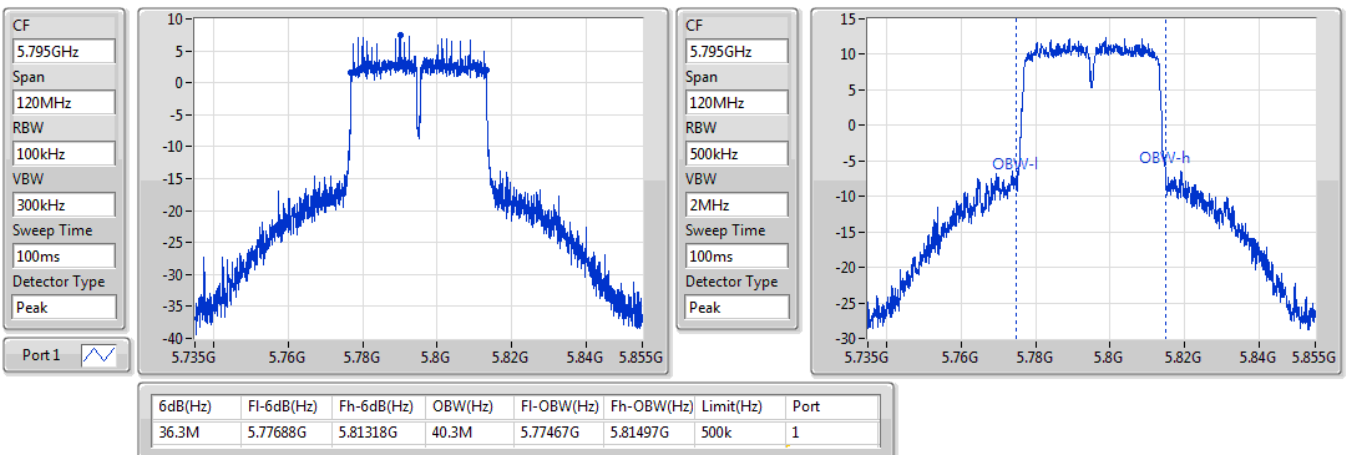 CF
5.795GHz
Span
120MHz
RBW
100kHz
VBW
300kHz
Sweep Time
100ms
Detector Type
Peak
Port 1
10
5
0
-5
-10
-15
-20
-25
-30
-35
-40
5.735G 5.76G 5.78G 5.8G 5.82G 5.84G 5.855G
CF
5.795GHz
Span
120MHz
RBW
500kHz
VBW
2MHz
Sweep Time
100ms
Detector Type
Peak
15
10
5
0
-5
-10
-15
-20
-25
-30
OBW-l OBW-h
5.735G 5.76G 5.78G 5.8G 5.82G 5.84G 5.855G
6dB(Hz) Fl-6dB(Hz) Fh-6dB(Hz) OBW(Hz) Fl-OBW(Hz) Fh-OBW(Hz) Limit(Hz) Port
36.3M 5.77688G 5.81318G 40.3M 5.77467G 5.81497G 500k 1